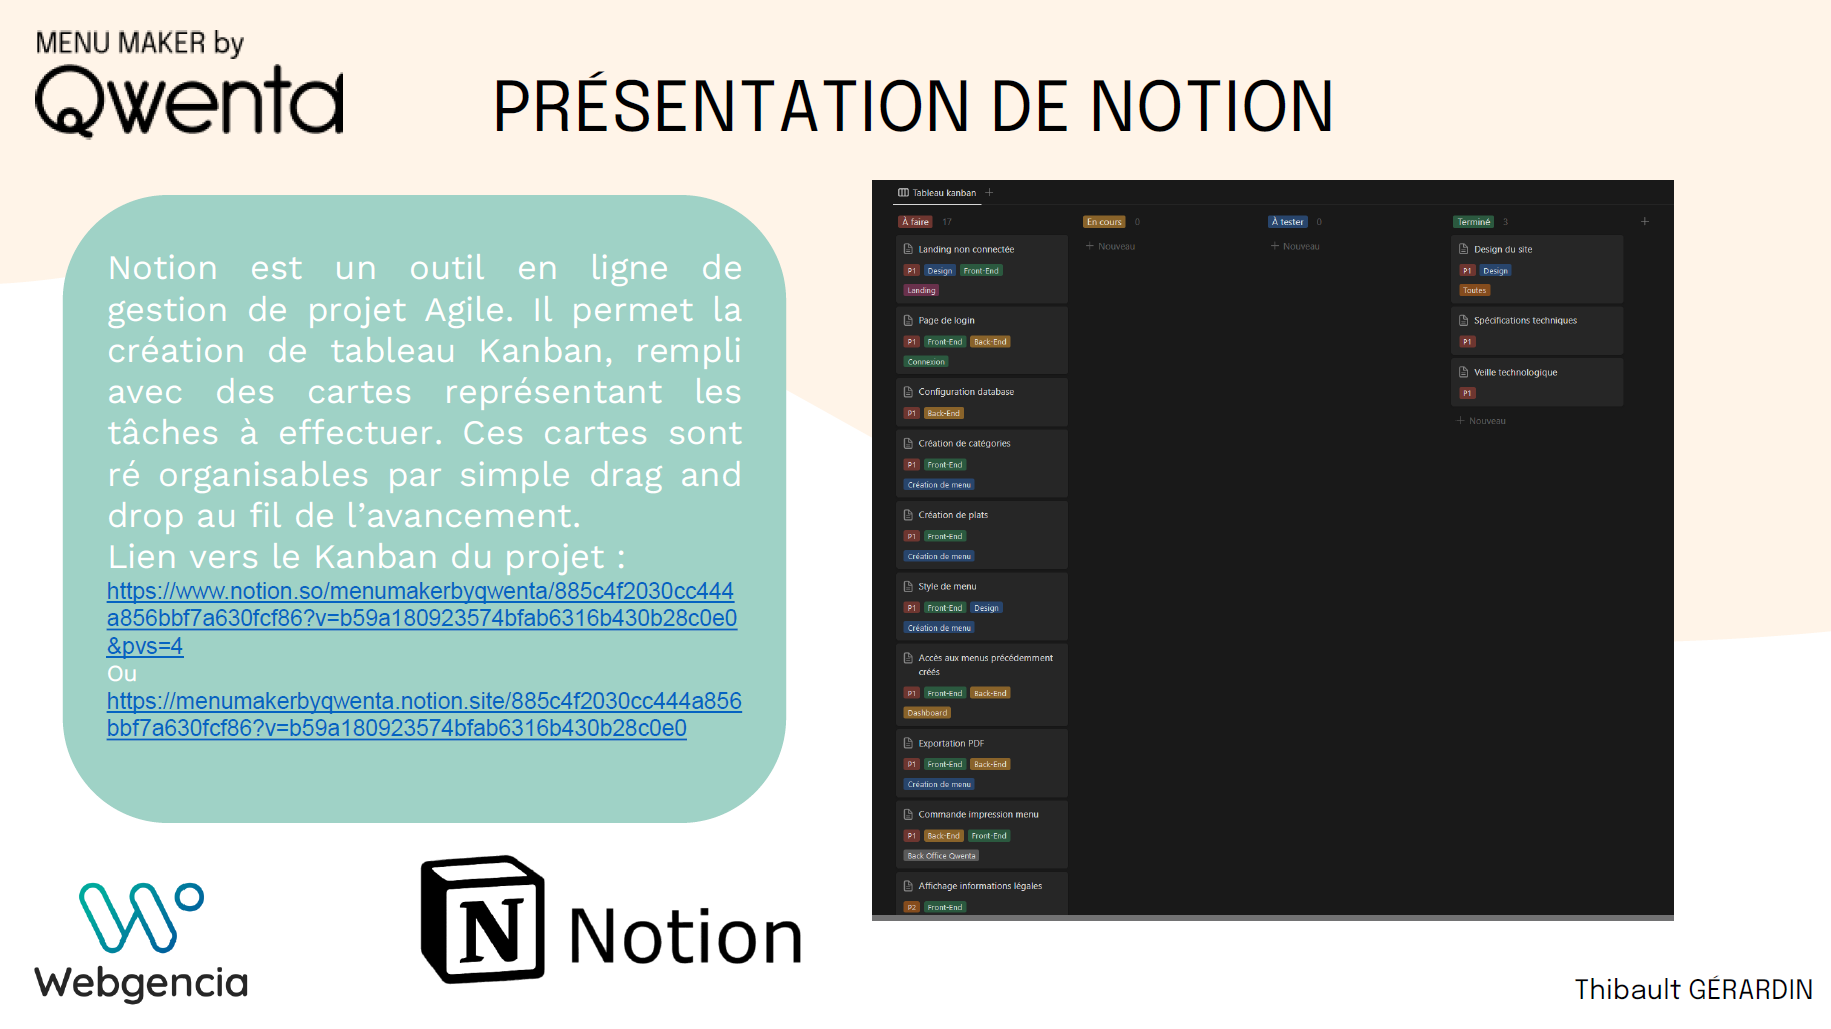 MENU MAKER by
Qwenta
PRÉSENTATION DE NOTION
Notion est un outil en ligne de
gestion de projet Agile. Il permet la
création de tableau Kanban, rempli
avec des cartes représentant les
tâches à effectuer. Ces cartes sont
ré organisables par simple drag and
drop au fil de l’avancement.
Lien vers le Kanban du projet :
https://www.notion.so/menumakerbyqwenta/885c4f2030cc444
a856bbf7a630fcf86?v=b59a180923574bfab6316b430b28c0e0
&pvs=4
Ou
https://menumakerbyqwenta.notion.site/885c4f2030cc444a856
bbf7a630fcf86?v=b59a180923574bfab6316b430b28c0e0
Tableau kanban
À faire 17
Landing non connectée
P1 Design Front-End
Landing
Page de login
P1 Front-End Back-End
Connexion
Configuration database
P1 Back-End
Création de catégories
P1 Front-End
Création de menu
Création de plats
P1 Front-End
Création de menu
Style de menu
P1 Front-End Design
Création de menu
Accès aux menus précédemment
créés
P1 Front-End Back-End
Dashboard
Exportation PDF
P1 Front-End Back-End
Création de menu
Commande impression menu
P1 Back-End Front-End
Back Office Qwenta
Affichage informations légales
P2 Front-End
En cours 0
+ Nouveau
À tester 0
+ Nouveau
Terminé 3
Design du site
P1 Design
Toutes
Spécifications techniques
P1
Veille technologique
P1
+ Nouveau
Webgencia
N Notion
Thibault GÉRARDIN